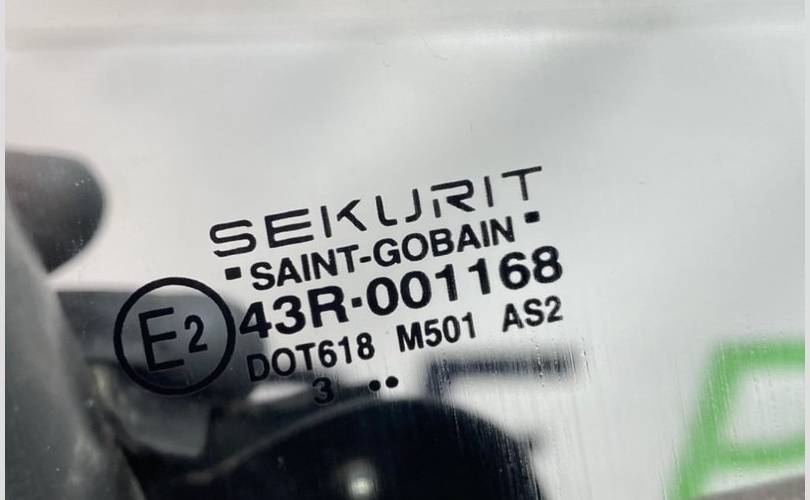 SEKURIT
SAINT-GOBAIN
E2 43R·001168
DOT618 M501 AS2
3 ••